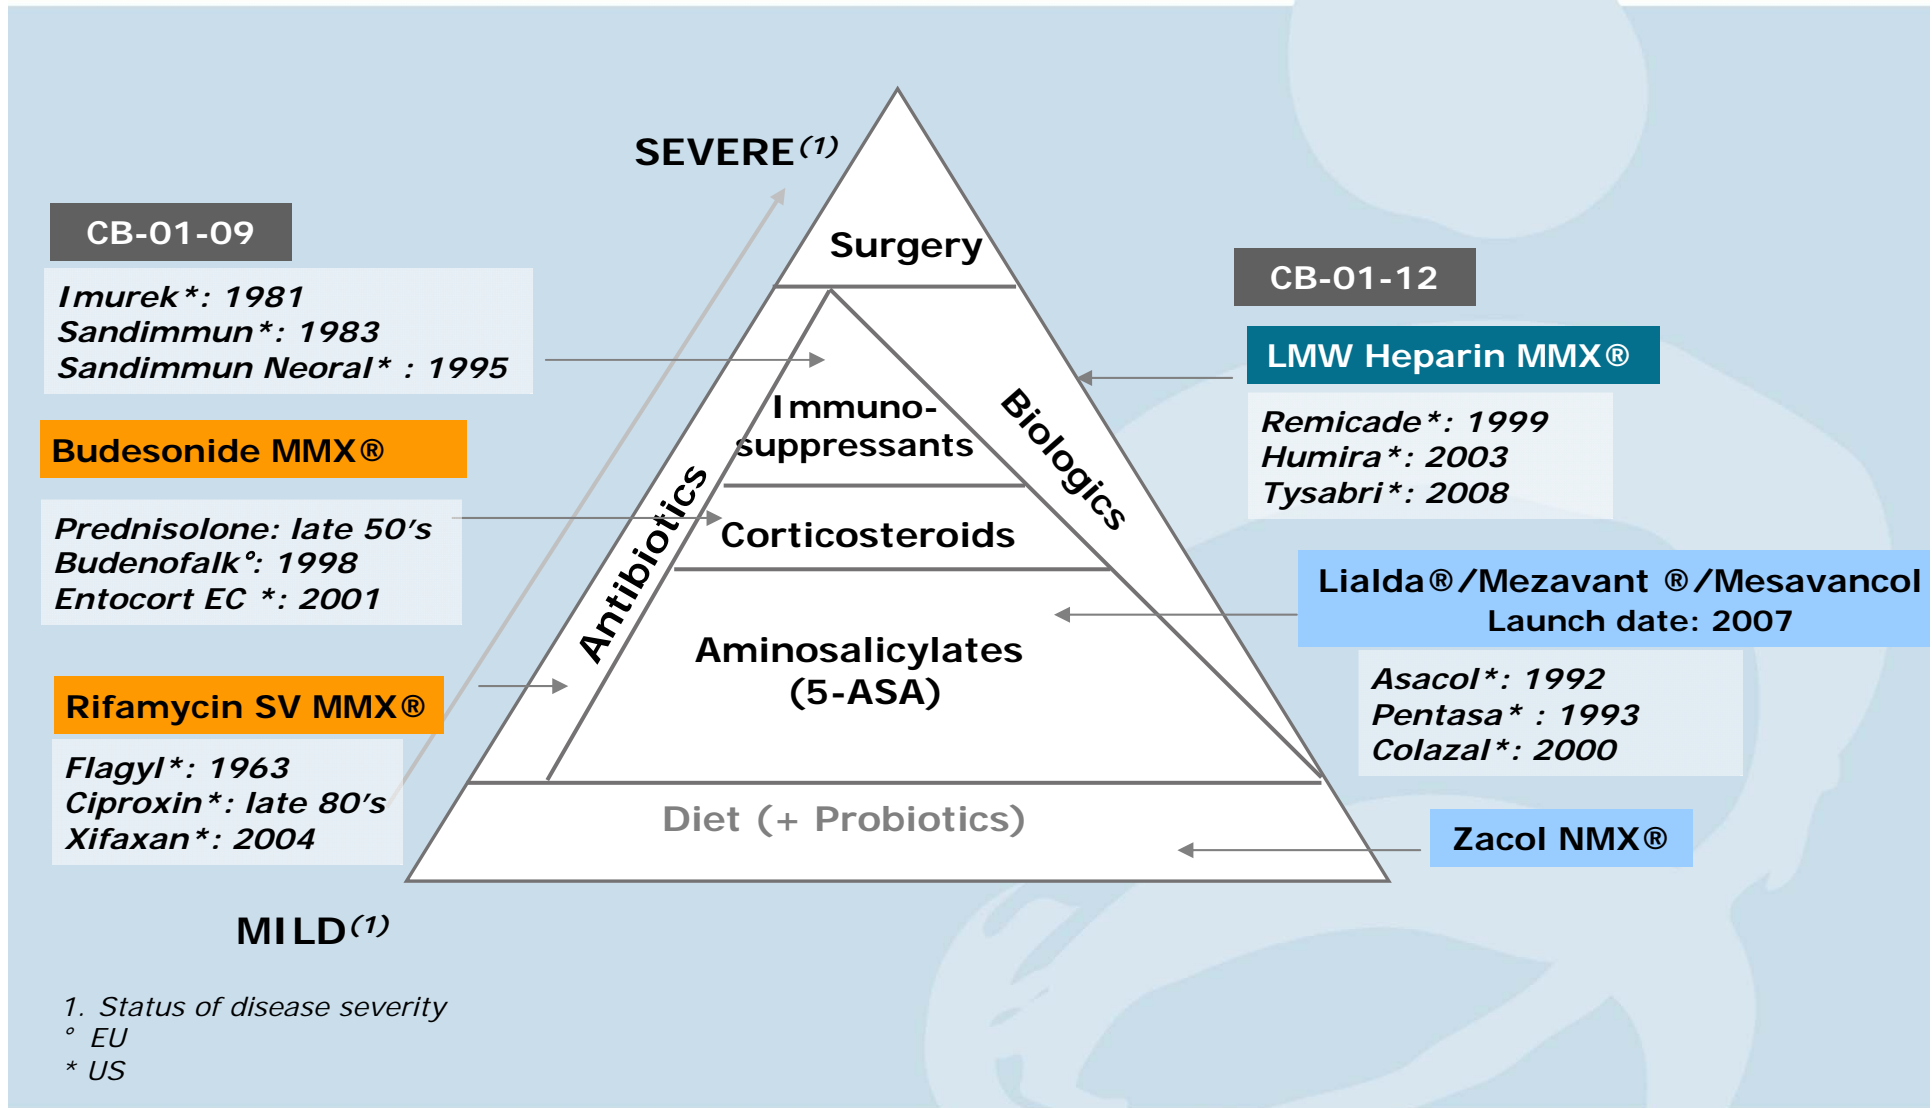 SEVERE(1)
CB-01-09
Imurek*: 1981
Sandimmun*: 1983
Sandimmun Neoral* : 1995
Budesonide MMX®
Prednisolone: late 50's
Budenofalk°: 1998
Entocort EC *: 2001
Rifamycin SV MMX®
Flagyl*: 1963
Ciproxin*: late 80's
Xifaxan*: 2004
MILD(1)
Surgery
Antibiotics
Immuno-
suppressants
Biologics
Corticosteroids
Aminosalicylates
(5-ASA)
Diet (+ Probiotics)
CB-01-12
LMW Heparin MMX®
Remicade*: 1999
Humira*: 2003
Tysabri*: 2008
Lialda®/Mezavant ®/Mesavancol
Launch date: 2007
Asacol*: 1992
Pentasa* : 1993
Colazal*: 2000
Zacol NMX®
1. Status of disease severity
° EU
* US